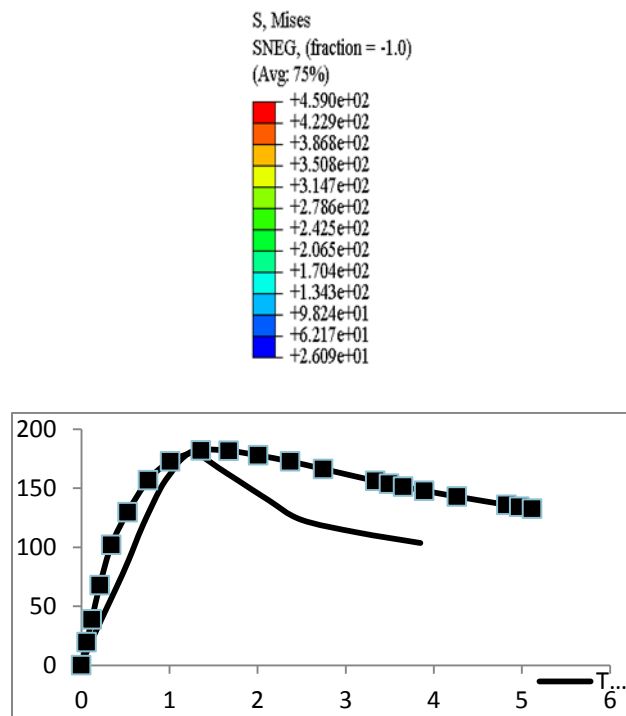 S, Mises
SNEG, (fraction = -1.0)
(Avg: 75%)
+4.590e+02
+4.229e+02
+3.868e+02
+3.508e+02
+3.147e+02
+2.786e+02
+2.425e+02
+2.065e+02
+1.704e+02
+1.343e+02
+9.824e+01
+6.217e+01
+2.609e+01
200
150
100
50
0
0 1 2 3 4 5 6
T...